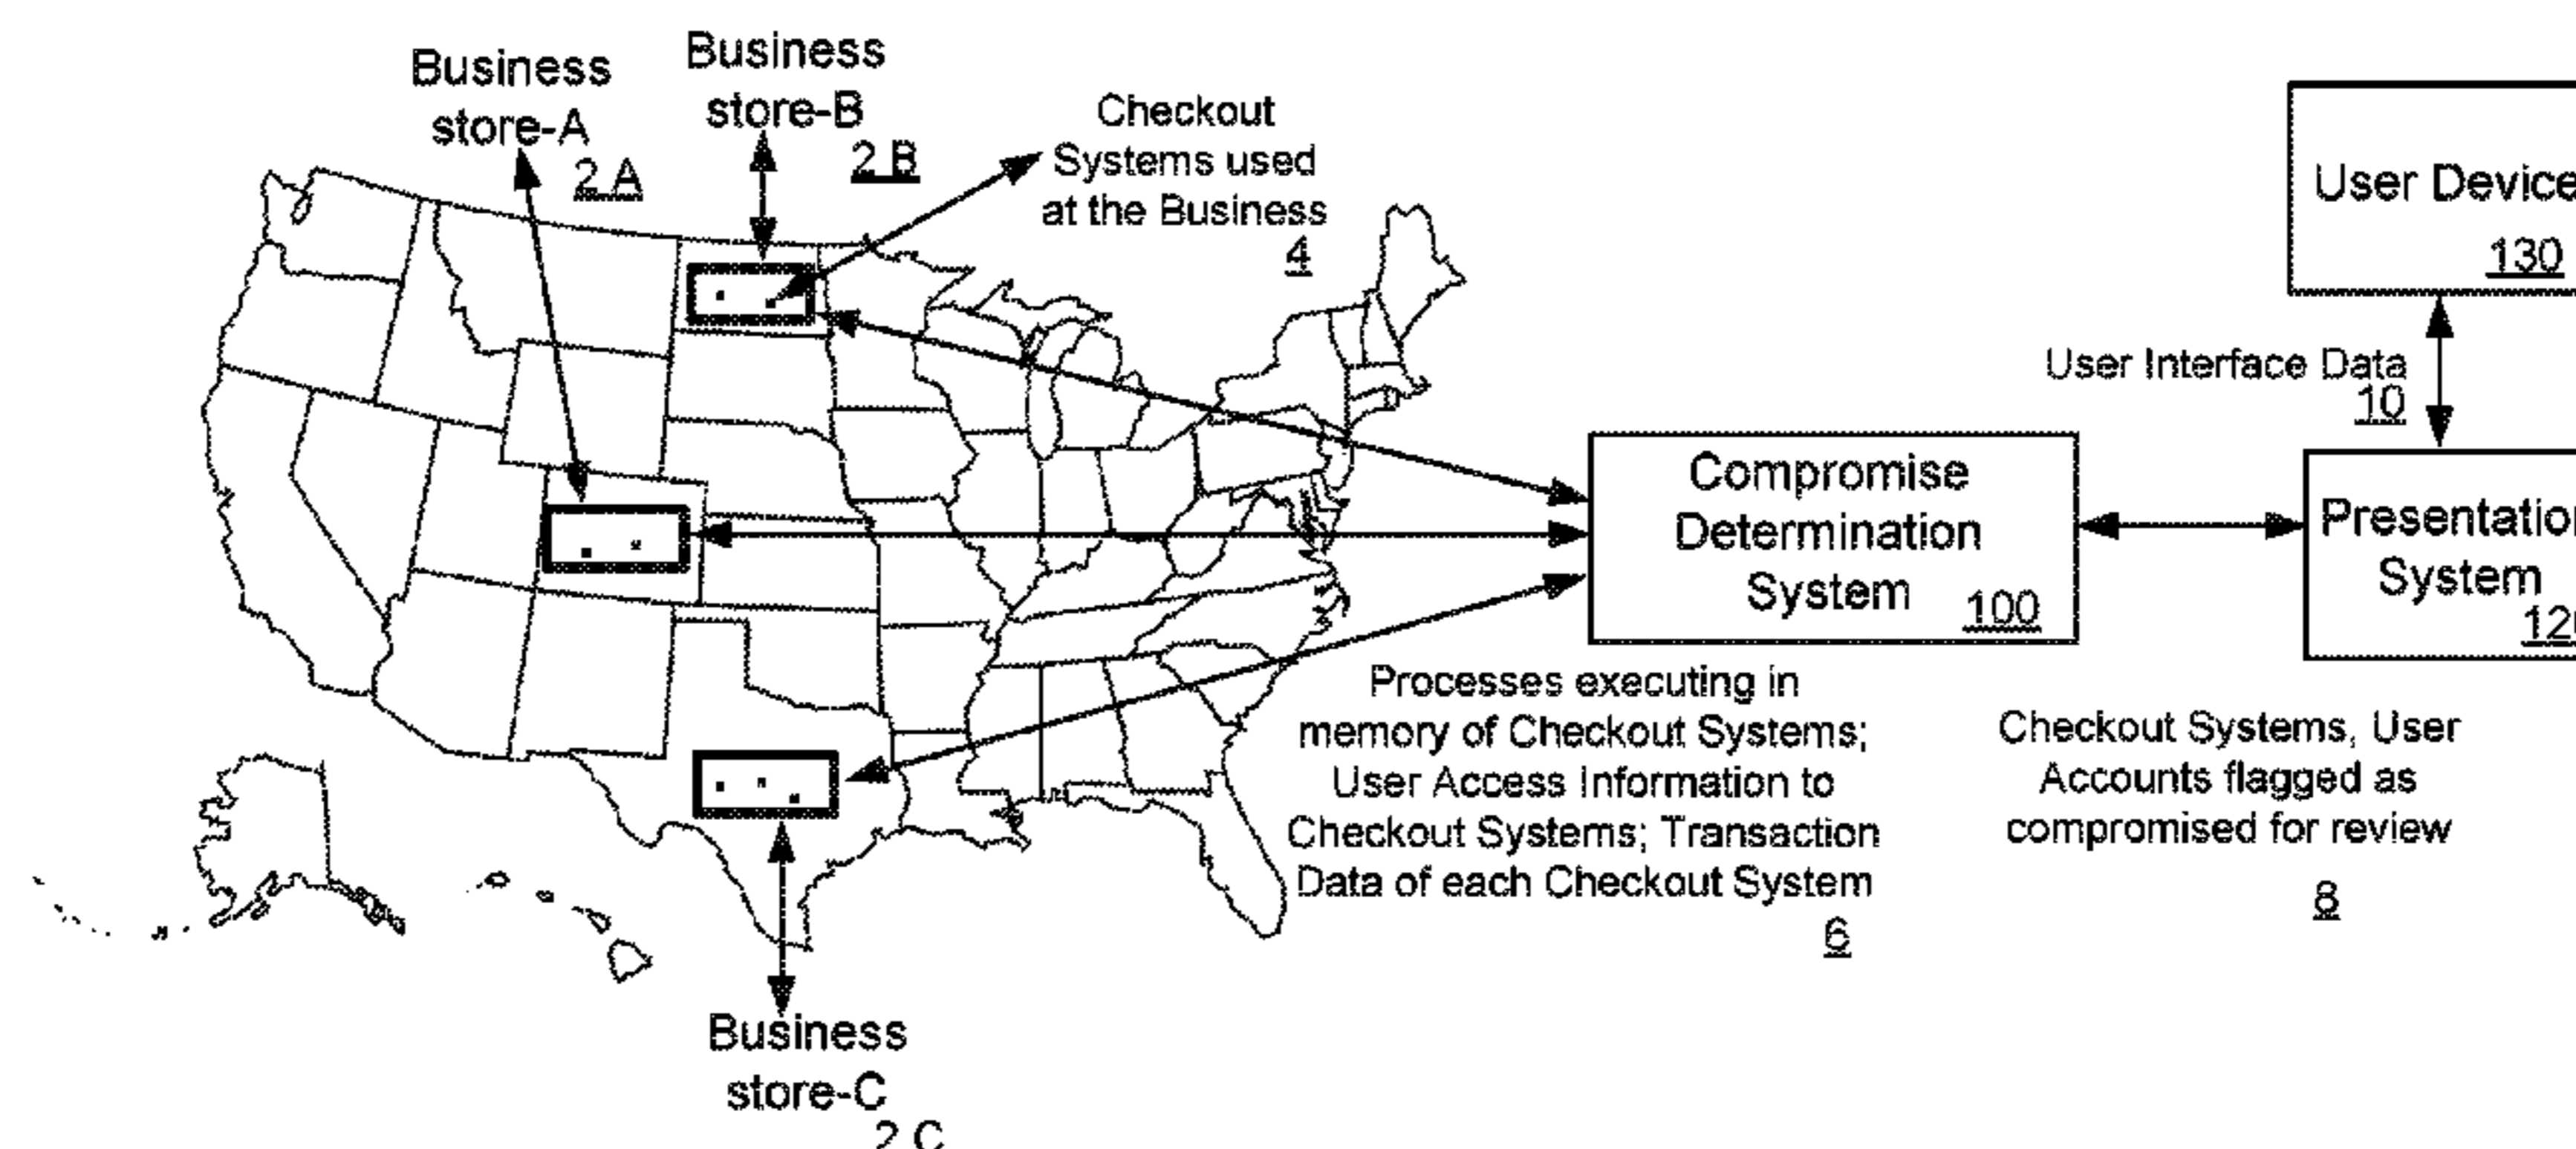 Business
store-A
2 A
Business
store-B
2 B
Checkout
Systems used
at the Business
4
User Device
130
User Interface Data
10
Compromise
Determination
System
100
Presentation
System
120
Processes executing in
memory of Checkout Systems;
User Access Information to
Checkout Systems; Transaction
Data of each Checkout System
6
Checkout Systems, User
Accounts flagged as
compromised for review
8
Business
store-C
2 C